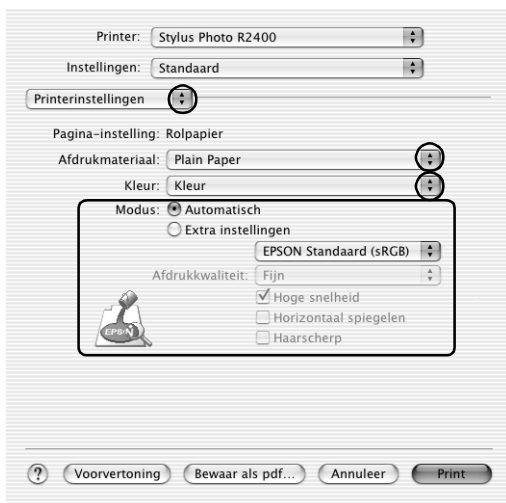 Printer: Stylus Photo R2400
Instellingen: Standaard
Printerinstellingen
Pagina-instelling: Rolpapier
Afdrukmateriaal: Plain Paper
Kleur: Kleur
Modus: Automatisch
Extra instellingen
EPSON Standaard (sRGB)
Afdrukkwaliteit: Fijn
Hoge snelheid
Horizontaal spiegelen
Haarscherp
EPSON
? Voorvertoning Bewaar als pdf... Annuleer Print